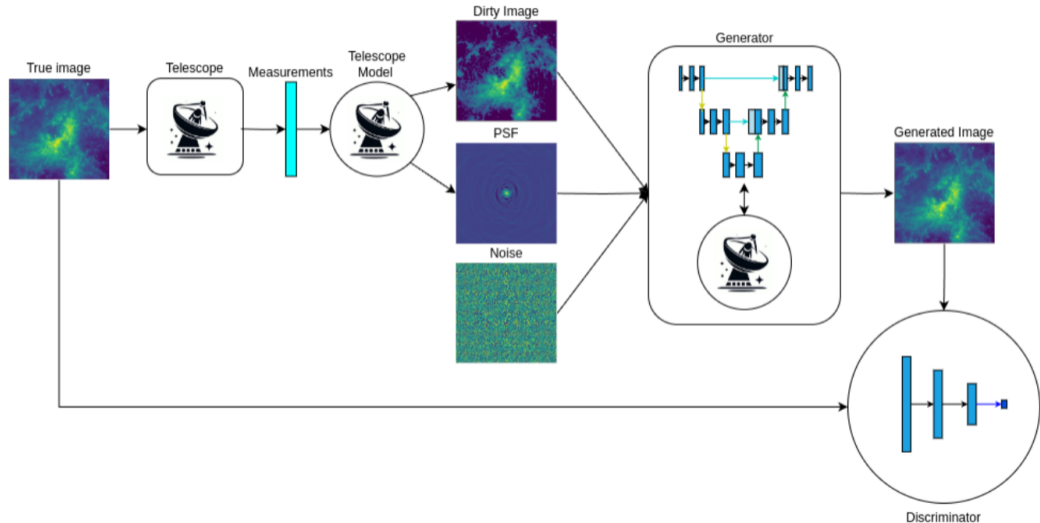 Dirty Image
Generator
True image
Telescope
Measurements
Telescope
Model
PSF
Generated Image
Noise
Discriminator